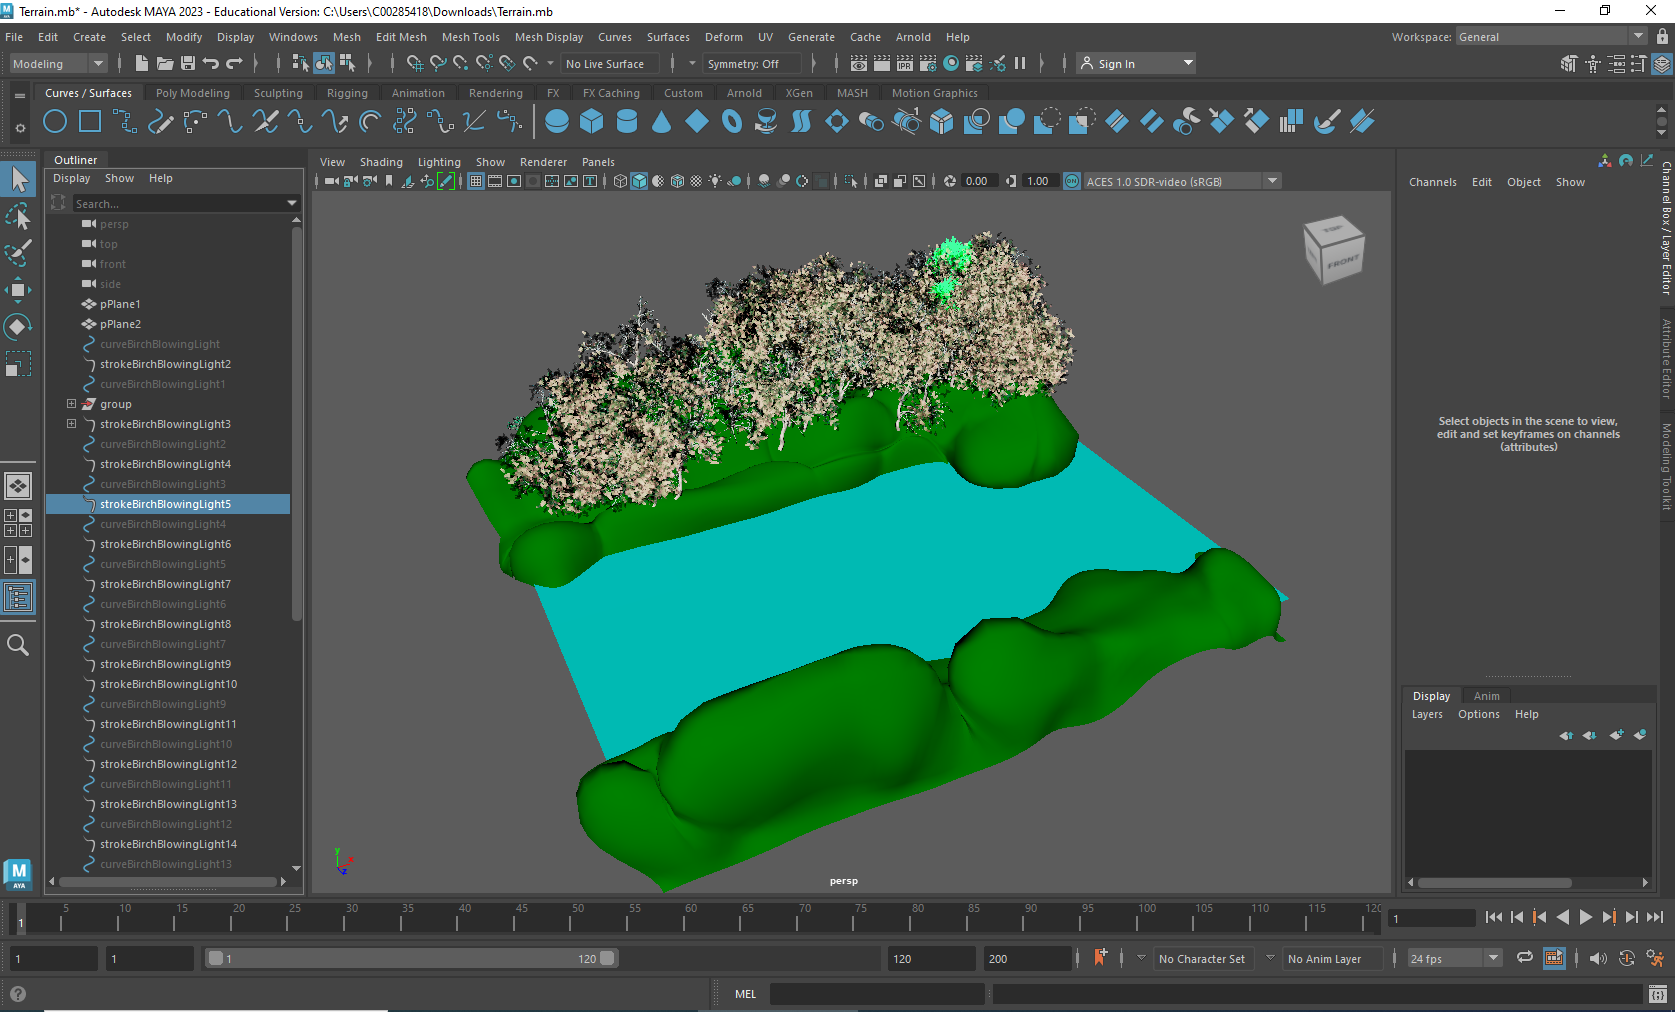 Terrain.mb* - Autodesk MAYA 2023 - Educational Version: C:\Users\C00285418\Downloads\Terrain.mb
File Edit Create Select Modify Display Windows Mesh Edit Mesh Mesh Tools Mesh Display Curves Surfaces Deform UV Generate Cache Arnold Help Workspace: General
Modeling No Live Surface Symmetry: Off IPR Sign In
Curves / Surfaces Poly Modeling Sculpting Rigging Animation Rendering FX FX Caching Custom Arnold XGen MASH Motion Graphics
Outliner
Display Show Help
Search...
persp
top
front
side
pPlane1
pPlane2
curveBirchBlowingLight
strokeBirchBlowingLight2
curveBirchBlowingLight1
group
strokeBirchBlowingLight3
curveBirchBlowingLight2
strokeBirchBlowingLight4
curveBirchBlowingLight3
strokeBirchBlowingLight5
curveBirchBlowingLight4
strokeBirchBlowingLight6
curveBirchBlowingLight5
strokeBirchBlowingLight7
curveBirchBlowingLight6
strokeBirchBlowingLight8
curveBirchBlowingLight7
strokeBirchBlowingLight9
strokeBirchBlowingLight10
curveBirchBlowingLight9
strokeBirchBlowingLight11
curveBirchBlowingLight10
strokeBirchBlowingLight12
curveBirchBlowingLight11
strokeBirchBlowingLight13
curveBirchBlowingLight12
strokeBirchBlowingLight14
curveBirchBlowingLight13
M
AYA
View Shading Lighting Show Renderer Panels
0.00 1.00 ON ACES 1.0 SDR-video (sRGB)
TOP
FRONT
y
x
z
persp
Channels Edit Object Show
Select objects in the scene to view,
edit and set keyframes on channels
(attributes)
Channel Box / Layer Editor
Attribute Editor
Modeling Toolkit
Display Anim
Layers Options Help
1 5 10 15 20 25 30 35 40 45 50 55 60 65 70 75 80 85 90 95 100 105 110 115 120 1
1 1 1 120 120 200 No Character Set No Anim Layer 24 fps
MEL